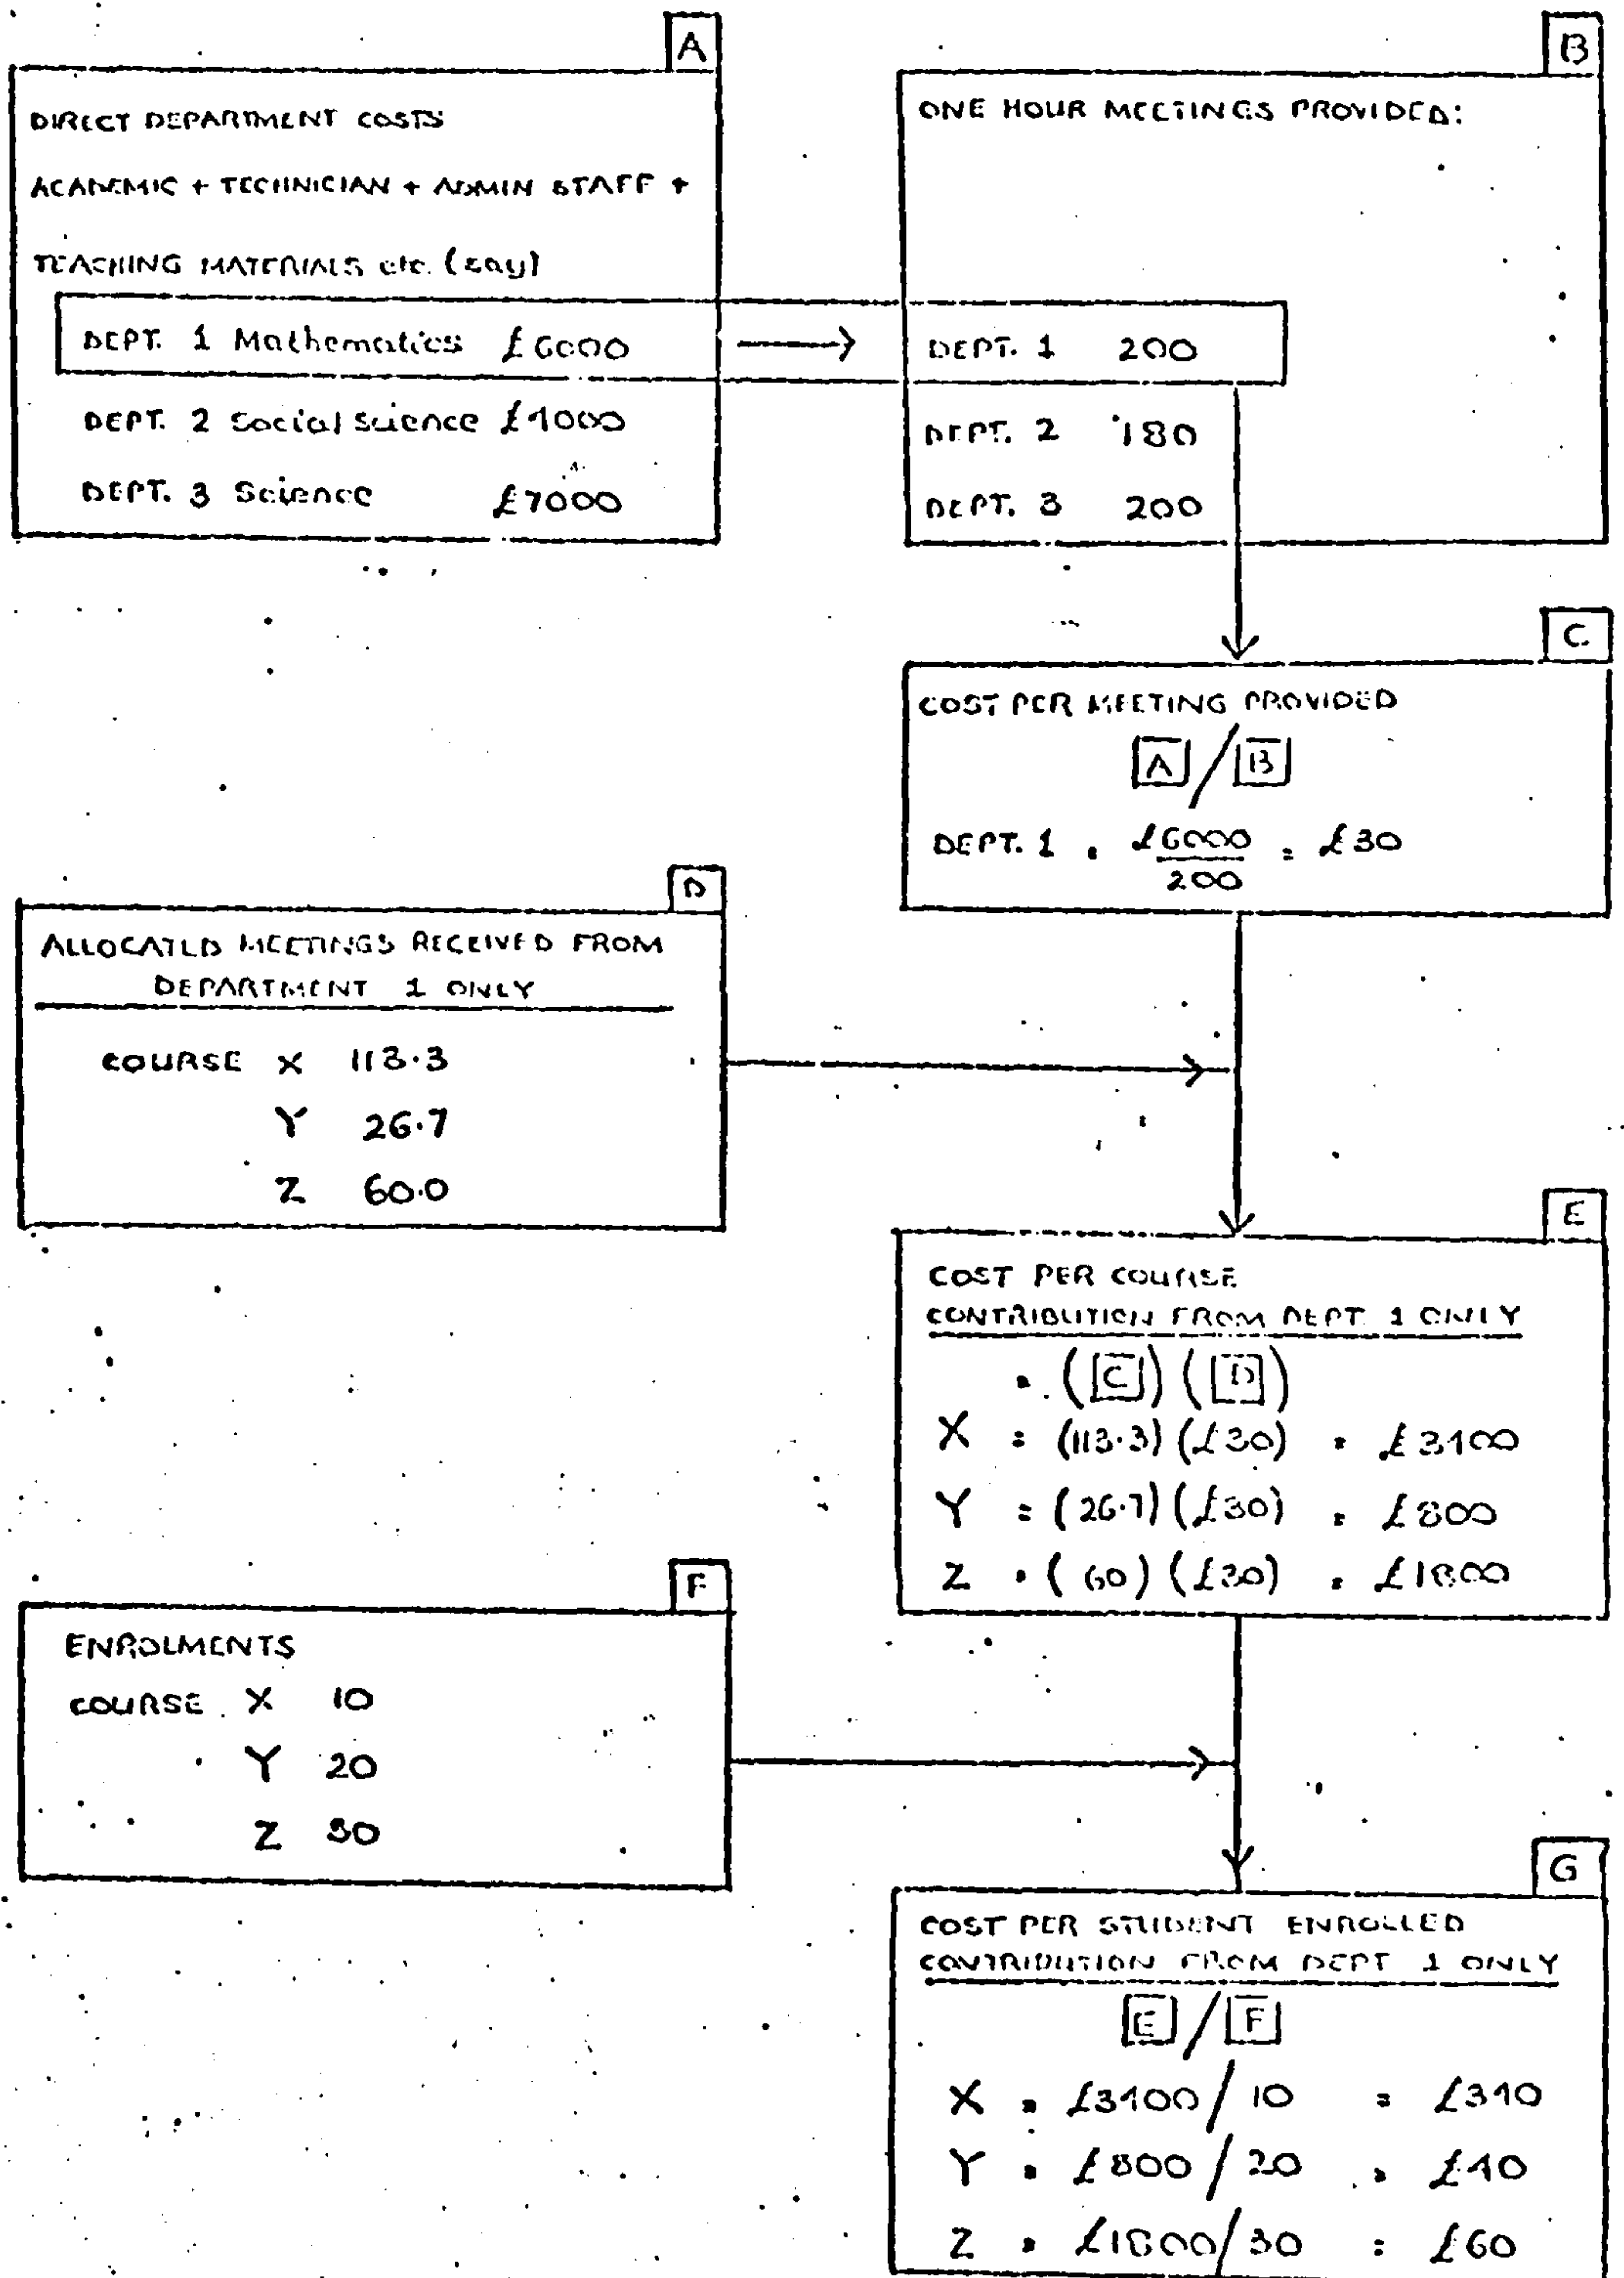 A
DIRECT DEPARTMENT COSTS
ACADEMIC + TECHNICIAN + ADMIN STAFF +
TEACHING MATERIALS etc. (say)
DEPT. 1 Mathematics £6000
DEPT. 2 Social Science £4000
DEPT. 3 Science £7000
B
ONE HOUR MEETINGS PROVIDED:
DEPT. 1 200
DEPT. 2 180
DEPT. 3 200
C
COST PER MEETING PROVIDED
A / B
DEPT. 1 = £6000 = £30
200
D
ALLOCATED MEETINGS RECEIVED FROM
DEPARTMENT 1 ONLY
COURSE X 113.3
Y 26.7
Z 60.0
E
COST PER COURSE
CONTRIBUTION FROM DEPT 1 ONLY
= (C) (D)
X = (113.3) (£30) = £3400
Y = (26.7) (£30) = £800
Z = (60) (£30) = £1800
F
ENROLMENTS
COURSE X 10
Y 20
Z 30
G
COST PER STUDENT ENROLLED
CONTRIBUTION FROM DEPT 1 ONLY
E / F
X = £3400 / 10 = £340
Y = £800 / 20 = £40
Z = £1800/30 = £60